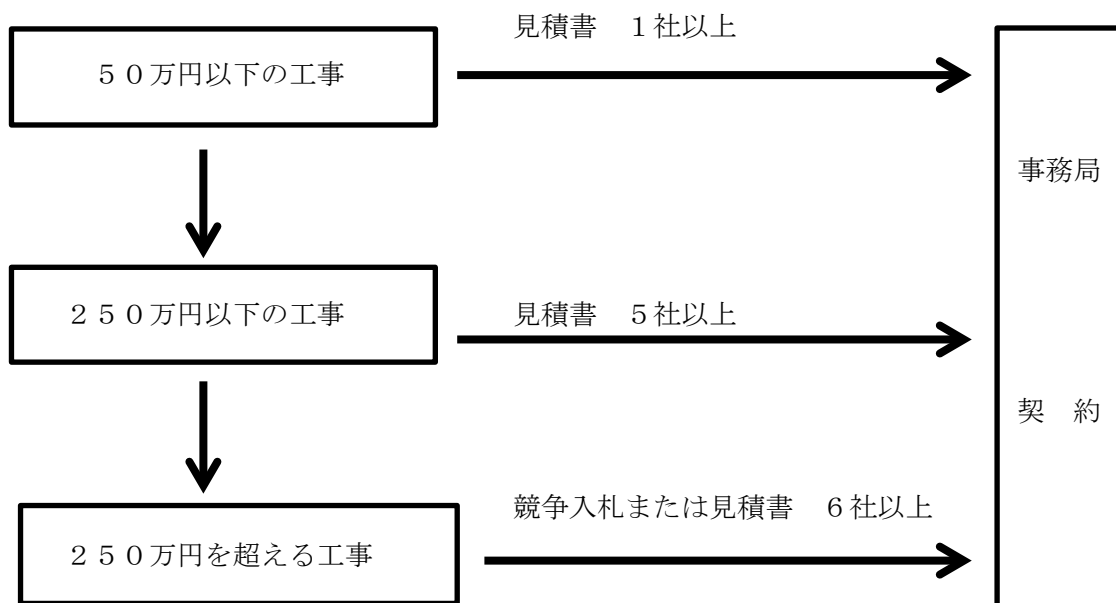 見積書　１社以上
５０万円以下の工事
事務局
２５０万円以下の工事
見積書　５社以上
契　約
競争入札または見積書　６社以上
２５０万円を超える工事